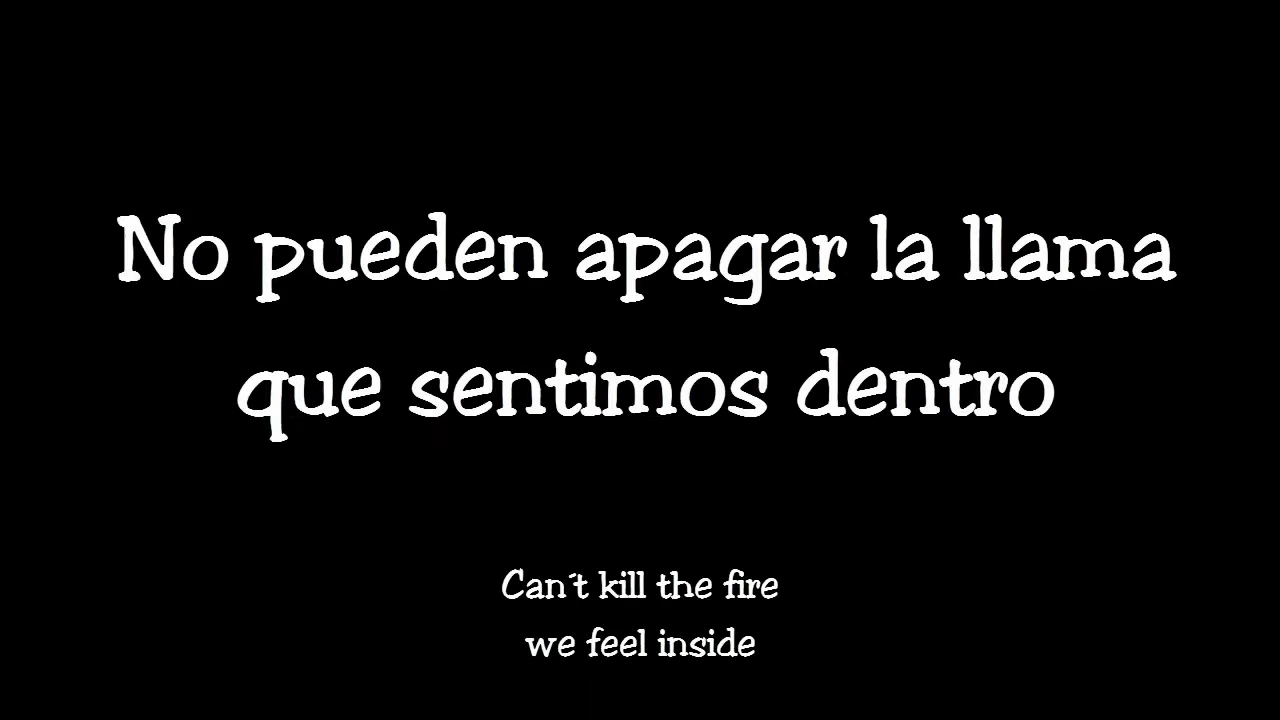 No pueden apagar la llama
que sentimos dentro
Can´t kill the fire
we feel inside